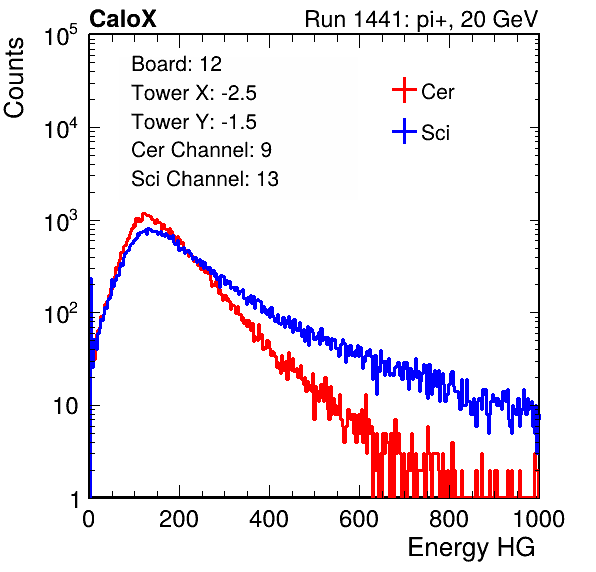 CaloX
Run 1441: pi+, 20 GeV
Board: 12
Tower X: -2.5
Tower Y: -1.5
Cer Channel: 9
Sci Channel: 13
Cer
Sci
Counts
10^5
10^4
10^3
10^2
10
1
0 200 400 600 800 1000
Energy HG